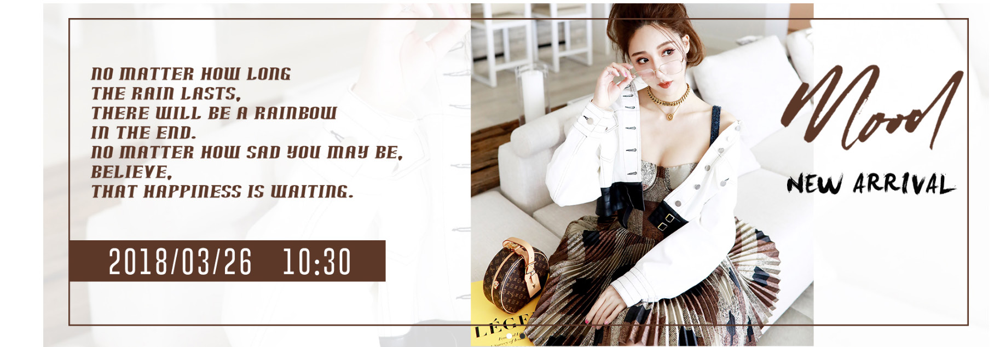 NO MATTER HOW LONG
THE RAIN LASTS,
THERE WILL BE A RAINBOW
IN THE END.
NO MATTER HOW SAD YOU MAY BE,
BELIEVE,
THAT HAPPINESS IS WAITING.
2018/03/26 10:30
Mood
NEW ARRIVAL
LÉGE